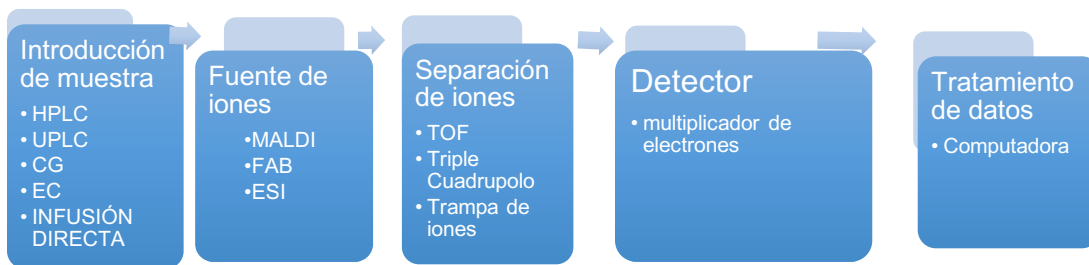 Introducción
de muestra
• HPLC
• UPLC
• CG
• EC
• INFUSIÓN
DIRECTA
Fuente de
iones
•MALDI
•FAB
•ESI
Separación
de iones
• TOF
• Triple
Cuadrupolo
• Trampa de
iones
Detector
• multiplicador de
electrones
Tratamiento
de datos
• Computadora